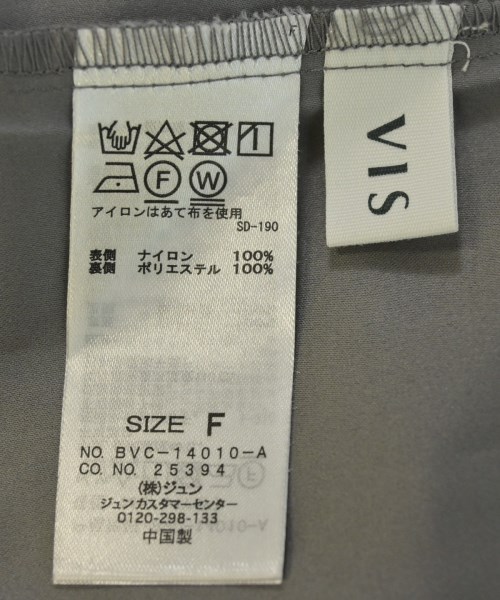 F
VIS
F W
アイロンはあて布を使用
SD-190
表側 ナイロン 100%
裏側 ポリエステル 100%
SIZE F
NO. BVC-14010-A
CO. NO. 25394
(株)ジュン
ジュンカスタマーセンター
0120-298-133
中国製